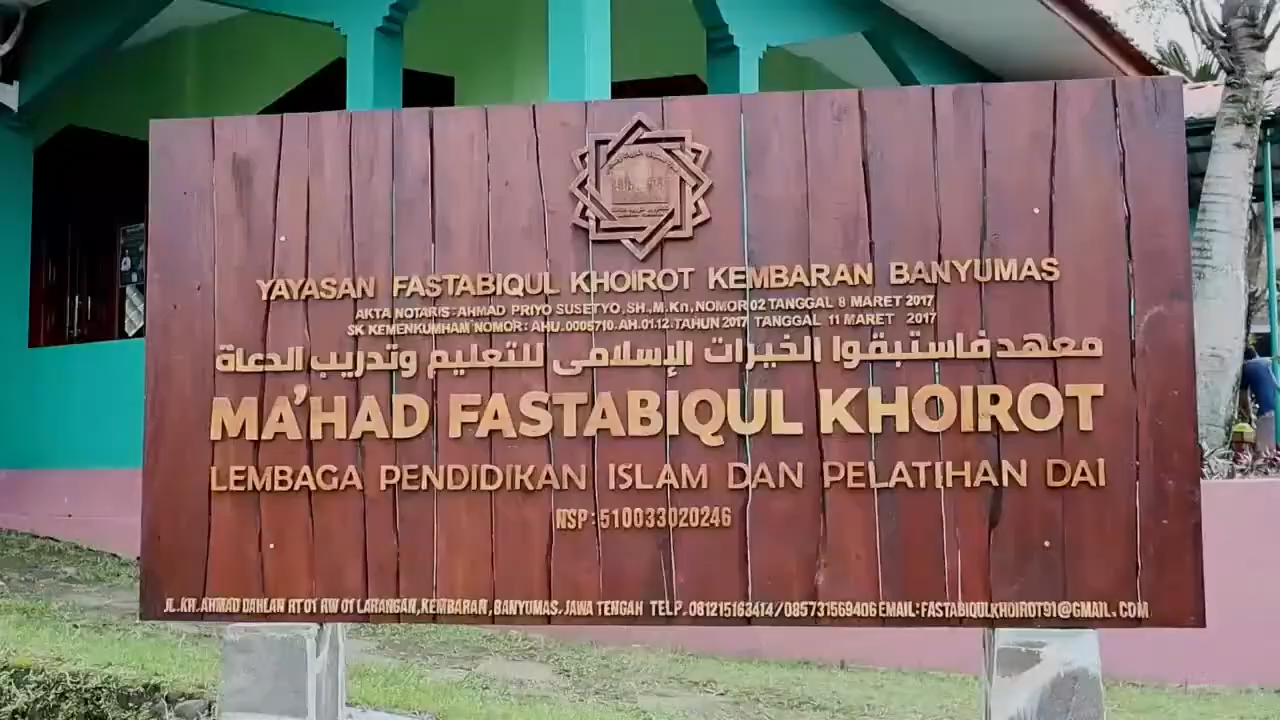 YAYASAN FASTABIQUL KHOIROT KEMBARAN BANYUMAS
AKTA NOTARIS:AHMAD PRIYO SUSETYO,SH.,M.Kn,NOMOR 02 TANGGAL 8 MARET 2017
SK KEMENKUMHAM NOMOR: AHU.0005710.AH.01.12.TAHUN 2017 TANGGAL 11 MARET 2017
معهد فاستبقوا الخيرات الإسلامى للتعليم وتدريب الدعاة
MA'HAD FASTABIQUL KHOIROT
LEMBAGA PENDIDIKAN ISLAM DAN PELATIHAN DAI
NSP:510033020246
JL.KH.AHMAD DAHLAN RT 01 RW 01 LARANGAN,KEMBARAN,BANYUMAS.JAWA TENGAH TELP.081215163414/085731569406 EMAIL:FASTABIQULKHOIROT91@GMAIL.COM